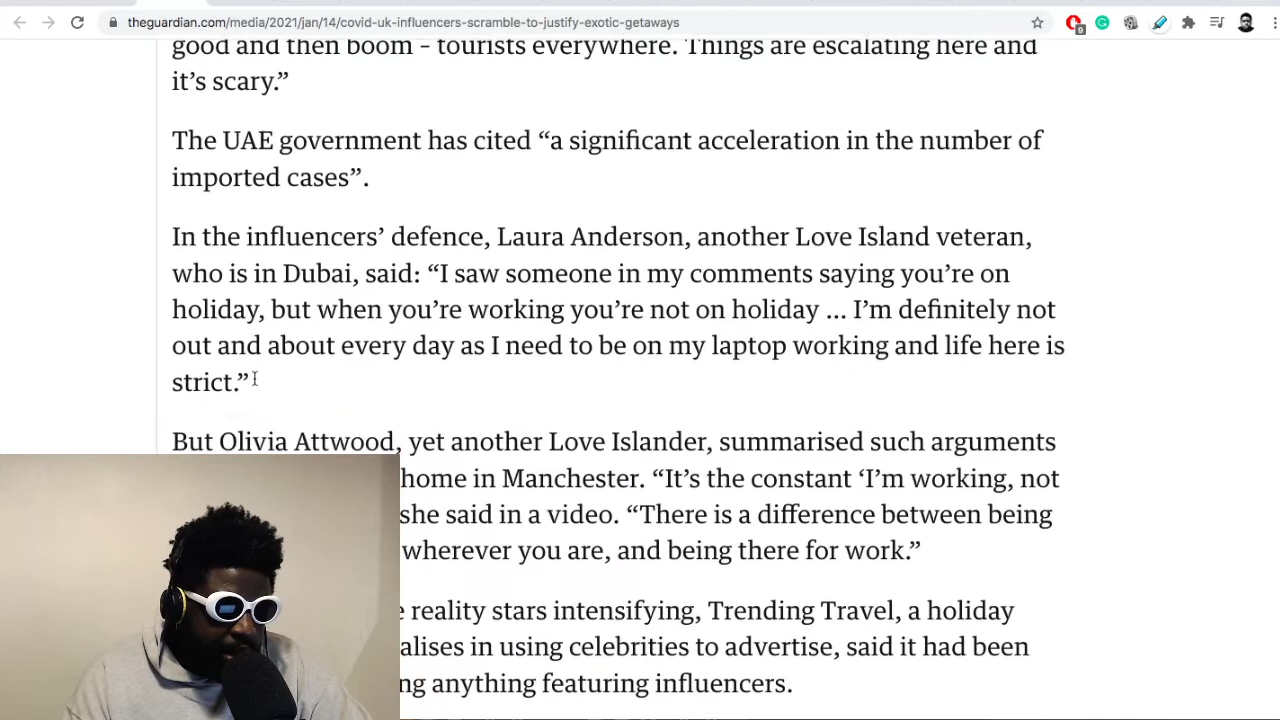 theguardian.com/media/2021/jan/14/covid-uk-influencers-scramble-to-justify-exotic-getaways
9
good and then boom – tourists everywhere. Things are escalating here and
it’s scary.”
The UAE government has cited “a significant acceleration in the number of
imported cases”.
In the influencers’ defence, Laura Anderson, another Love Island veteran,
who is in Dubai, said: “I saw someone in my comments saying you’re on
holiday, but when you’re working you’re not on holiday ... I’m definitely not
out and about every day as I need to be on my laptop working and life here is
strict.”
But Olivia Attwood, yet another Love Islander, summarised such arguments
home in Manchester. “It’s the constant ‘I’m working, not
she said in a video. “There is a difference between being
wherever you are, and being there for work.”
e reality stars intensifying, Trending Travel, a holiday
alises in using celebrities to advertise, said it had been
ng anything featuring influencers.